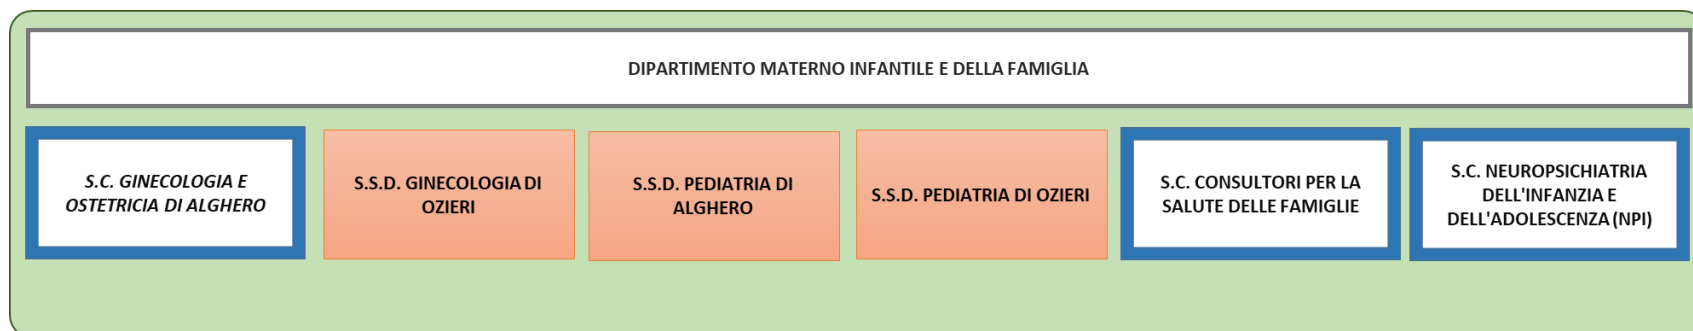 DIPARTIMENTO MATERNO INFANTILE E DELLA FAMIGLIA
S.C. GINECOLOGIA E
OSTETRICIA DI ALGHERO
S.S.D. GINECOLOGIA DI
OZIERI
S.S.D. PEDIATRIA DI
ALGHERO
S.S.D. PEDIATRIA DI OZIERI
S.C. CONSULTORI PER LA
SALUTE DELLE FAMIGLIE
S.C. NEUROPSICHIATRIA
DELL'INFANZIA E
DELL'ADOLESCENZA (NPI)